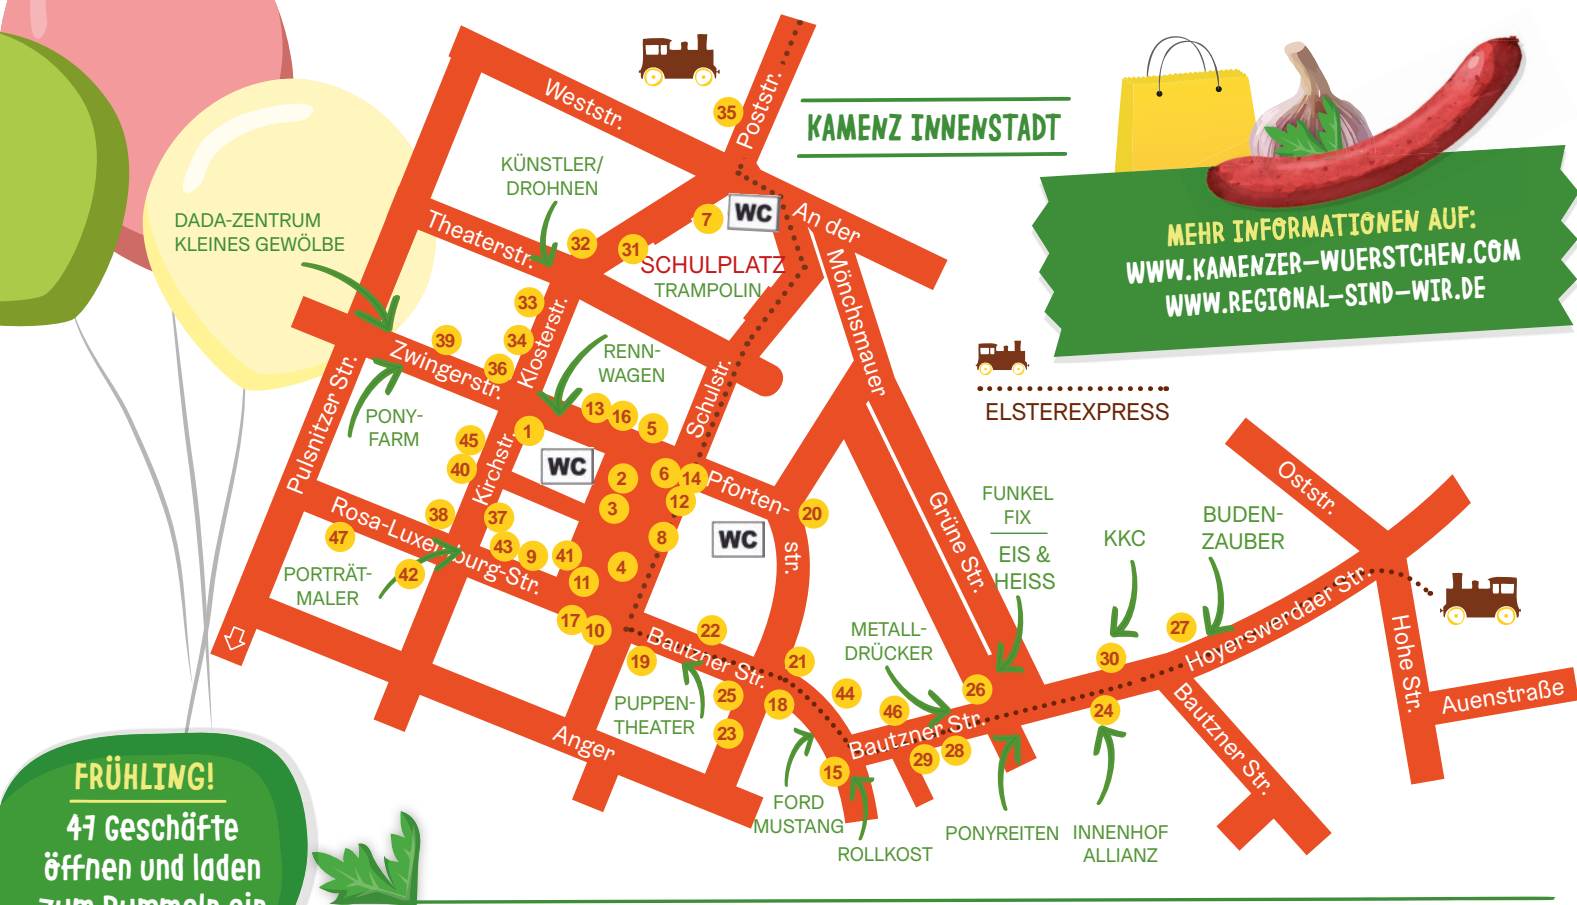 KAMENZ INNENSTADT
MEHR INFORMATIONEN AUF:
WWW.KAMENZER-WUERSTCHEN.COM
WWW.REGIONAL-SIND-WIR.DE
Weststr.
Poststr.
35
KÜNSTLER/
DROHNEN
DADA-ZENTRUM
KLEINES GEWÖLBE
Theaterstr.
32
31
7
WC
An der
Mönchsmauer
SCHULPLATZ
TRAMPOLIN
33
34
39
36
Klosterstr.
Zwingerstr.
RENN-
WAGEN
Schulstr.
ELSTEREXPRESS
Pulsnitzer Str.
PONY-
FARM
13
16
5
1
45
40
Kirchstr.
WC
2
6
14
12
3
Pforten-
str.
20
WC
8
Oststr.
Grüne Str.
FUNKEL
FIX
EIS &
HEISS
KKC
BUDEN-
ZAUBER
Rosa-Luxemburg-Str.
38
37
47
43
9
41
4
11
42
PORTRÄT-
MALER
17
10
Bautzner Str.
22
19
21
25
18
23
PUPPEN-
THEATER
METALL-
DRÜCKER
44
46
26
30
27
24
Hoyerswerdaer Str.
Hohe Str.
Auenstraße
Bautzner Str.
Bautzner Str.
29
28
15
Anger
FORD
MUSTANG
ROLLKOST
PONYREITEN
INNENHOF
ALLIANZ
FRÜHLING!
47 Geschäfte
öffnen und laden
zum Bummeln ein